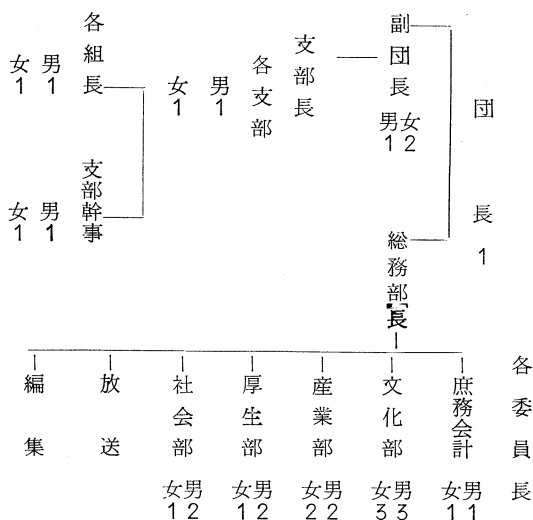 団長1
副団長
男女
1 2
総務部長
支部長
各支部
男1
女1
各組長
男1
女1
支部幹事
男1
女1
各委員長
庶務会計
女男
1 1
文化部
女男
3 3
産業部
女男
2 2
厚生部
女男
1 2
社会部
女男
1 2
放送
編集